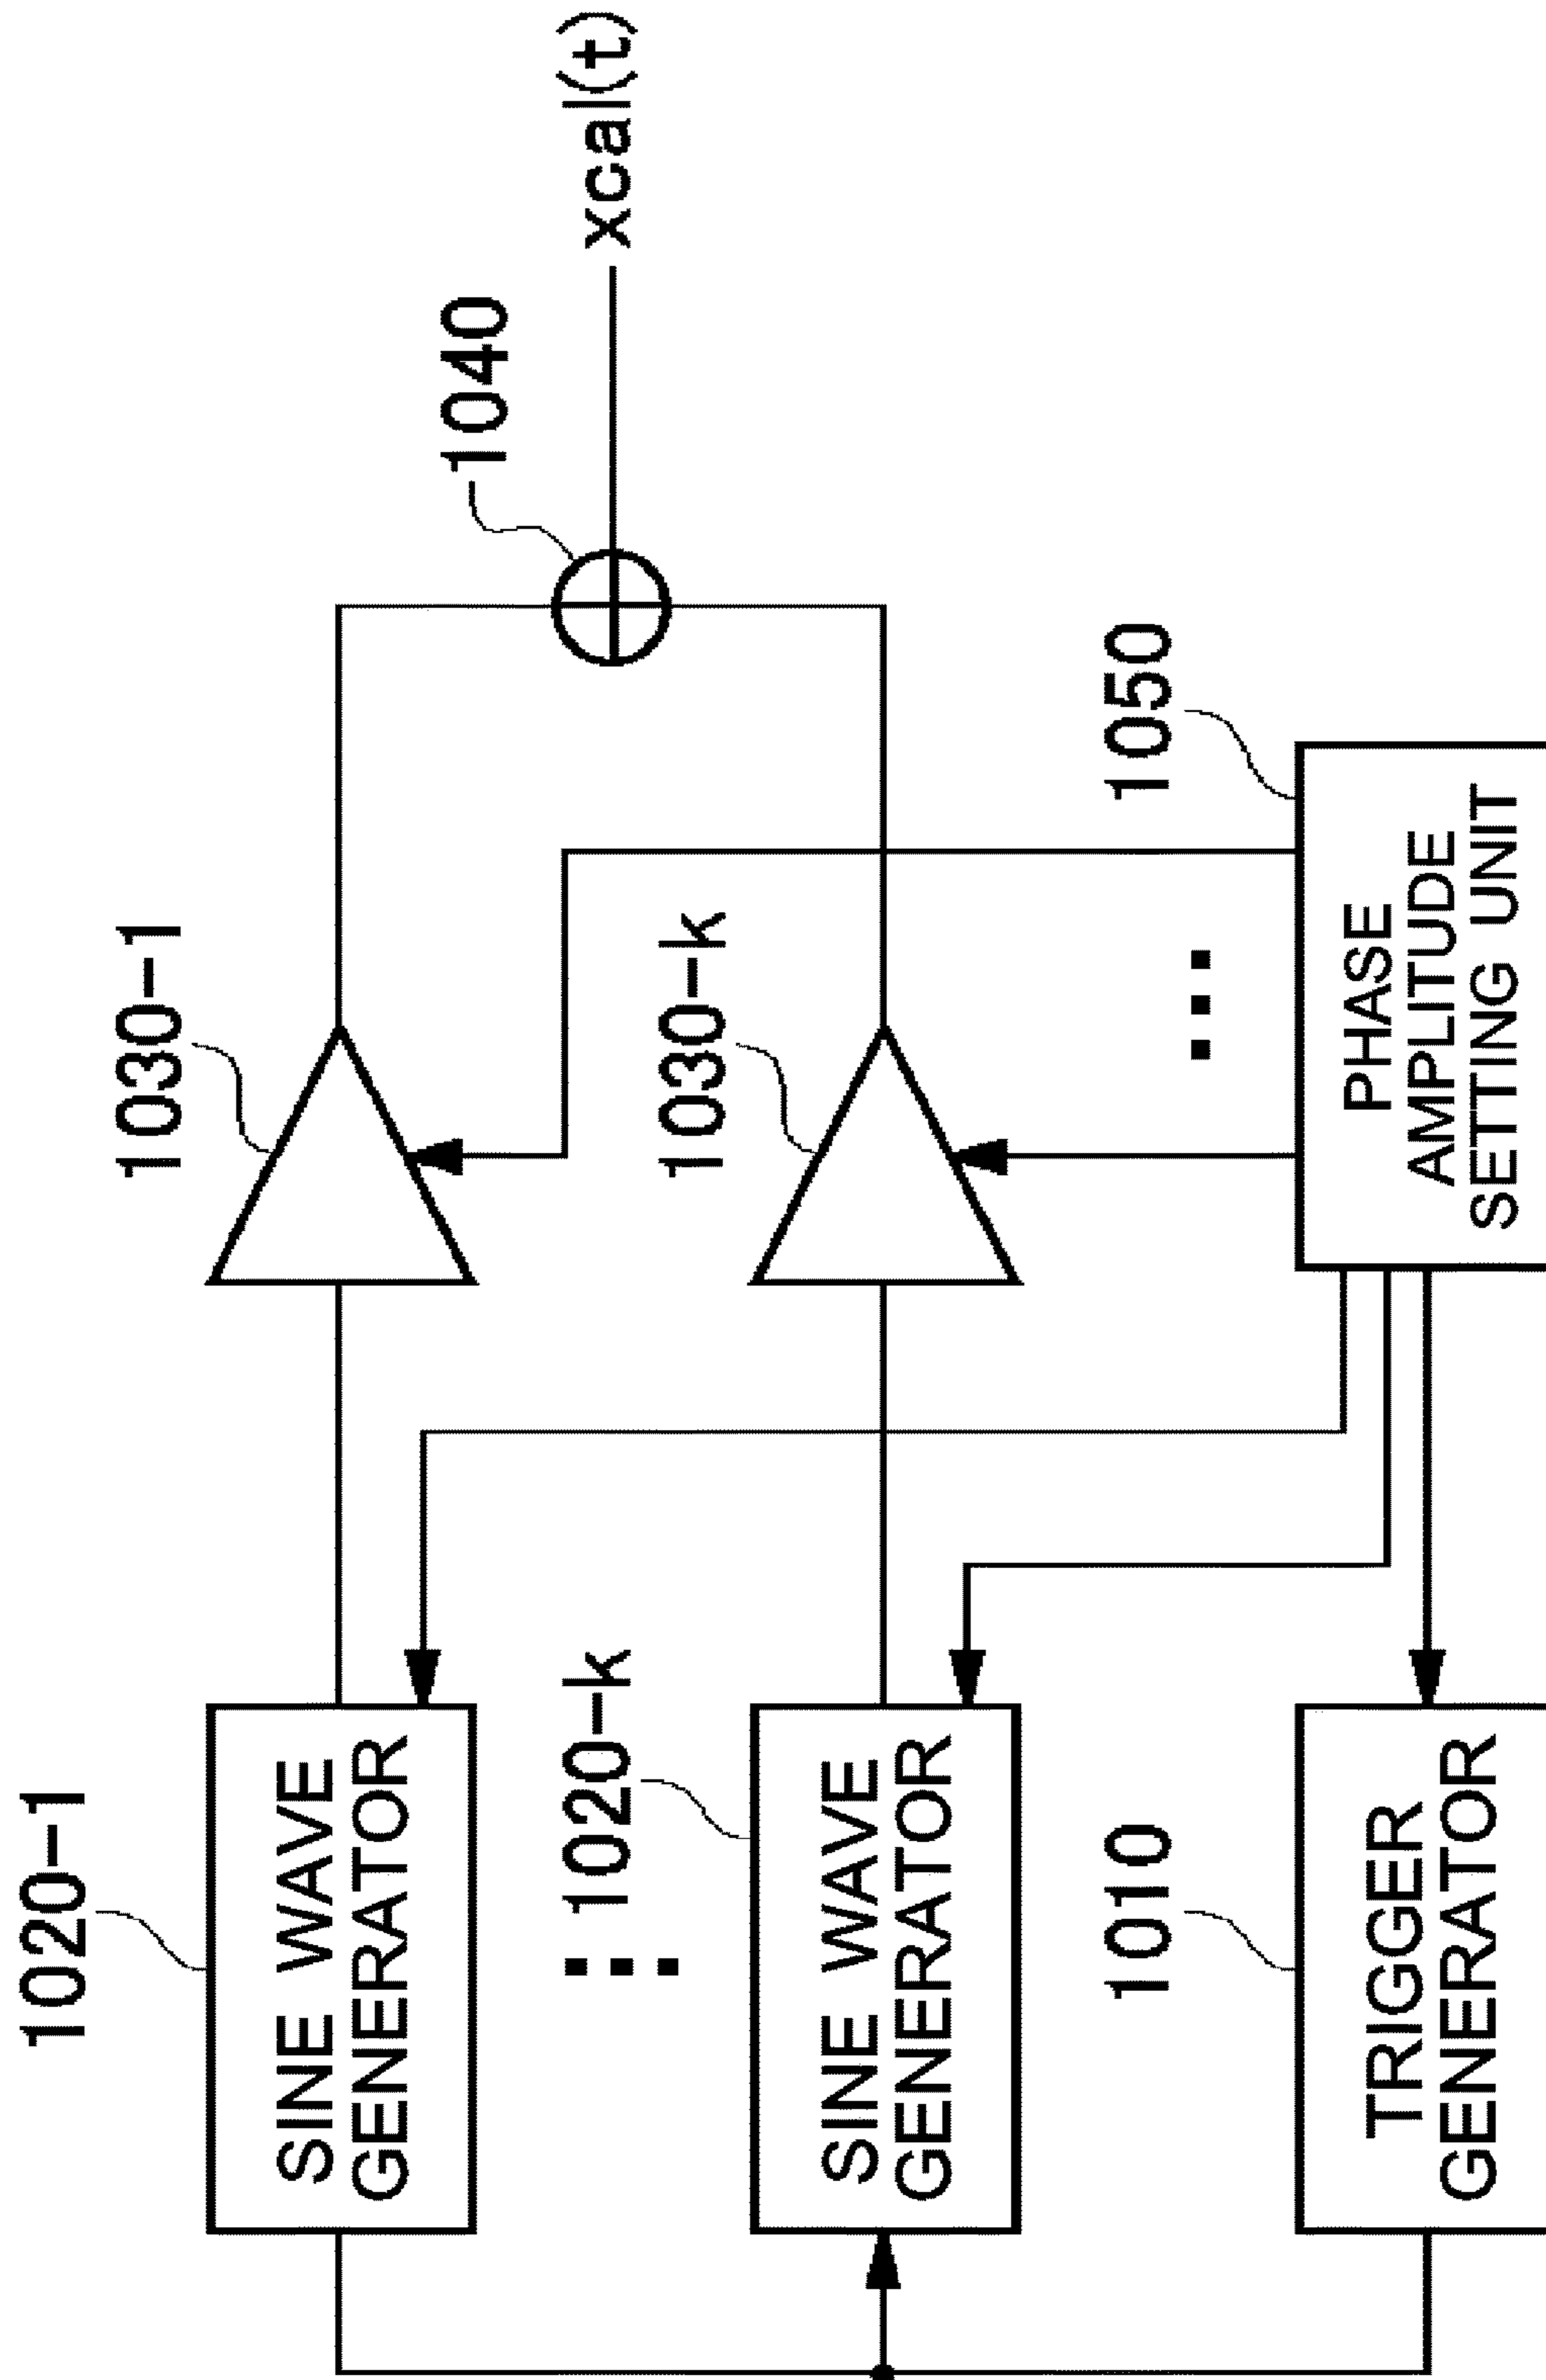 1020-1
SINE WAVE
GENERATOR
1030-1
1040
xcal(t)
⋮
1020-k
SINE WAVE
GENERATOR
1030-k
...
1010
TRIGGER
GENERATOR
1050
PHASE
AMPLITUDE
SETTING UNIT